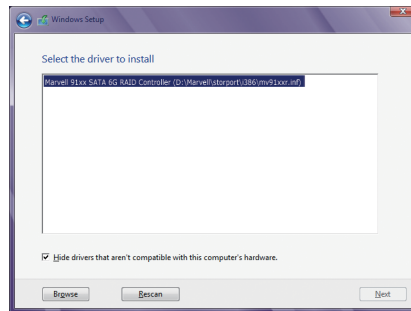 Windows Setup
Select the driver to install
Marvell 91xx SATA 6G RAID Controller (D:\Marvell\storport\i386\mv91xxr.inf)
Hide drivers that aren't compatible with this computer's hardware.
Browse
Rescan
Next